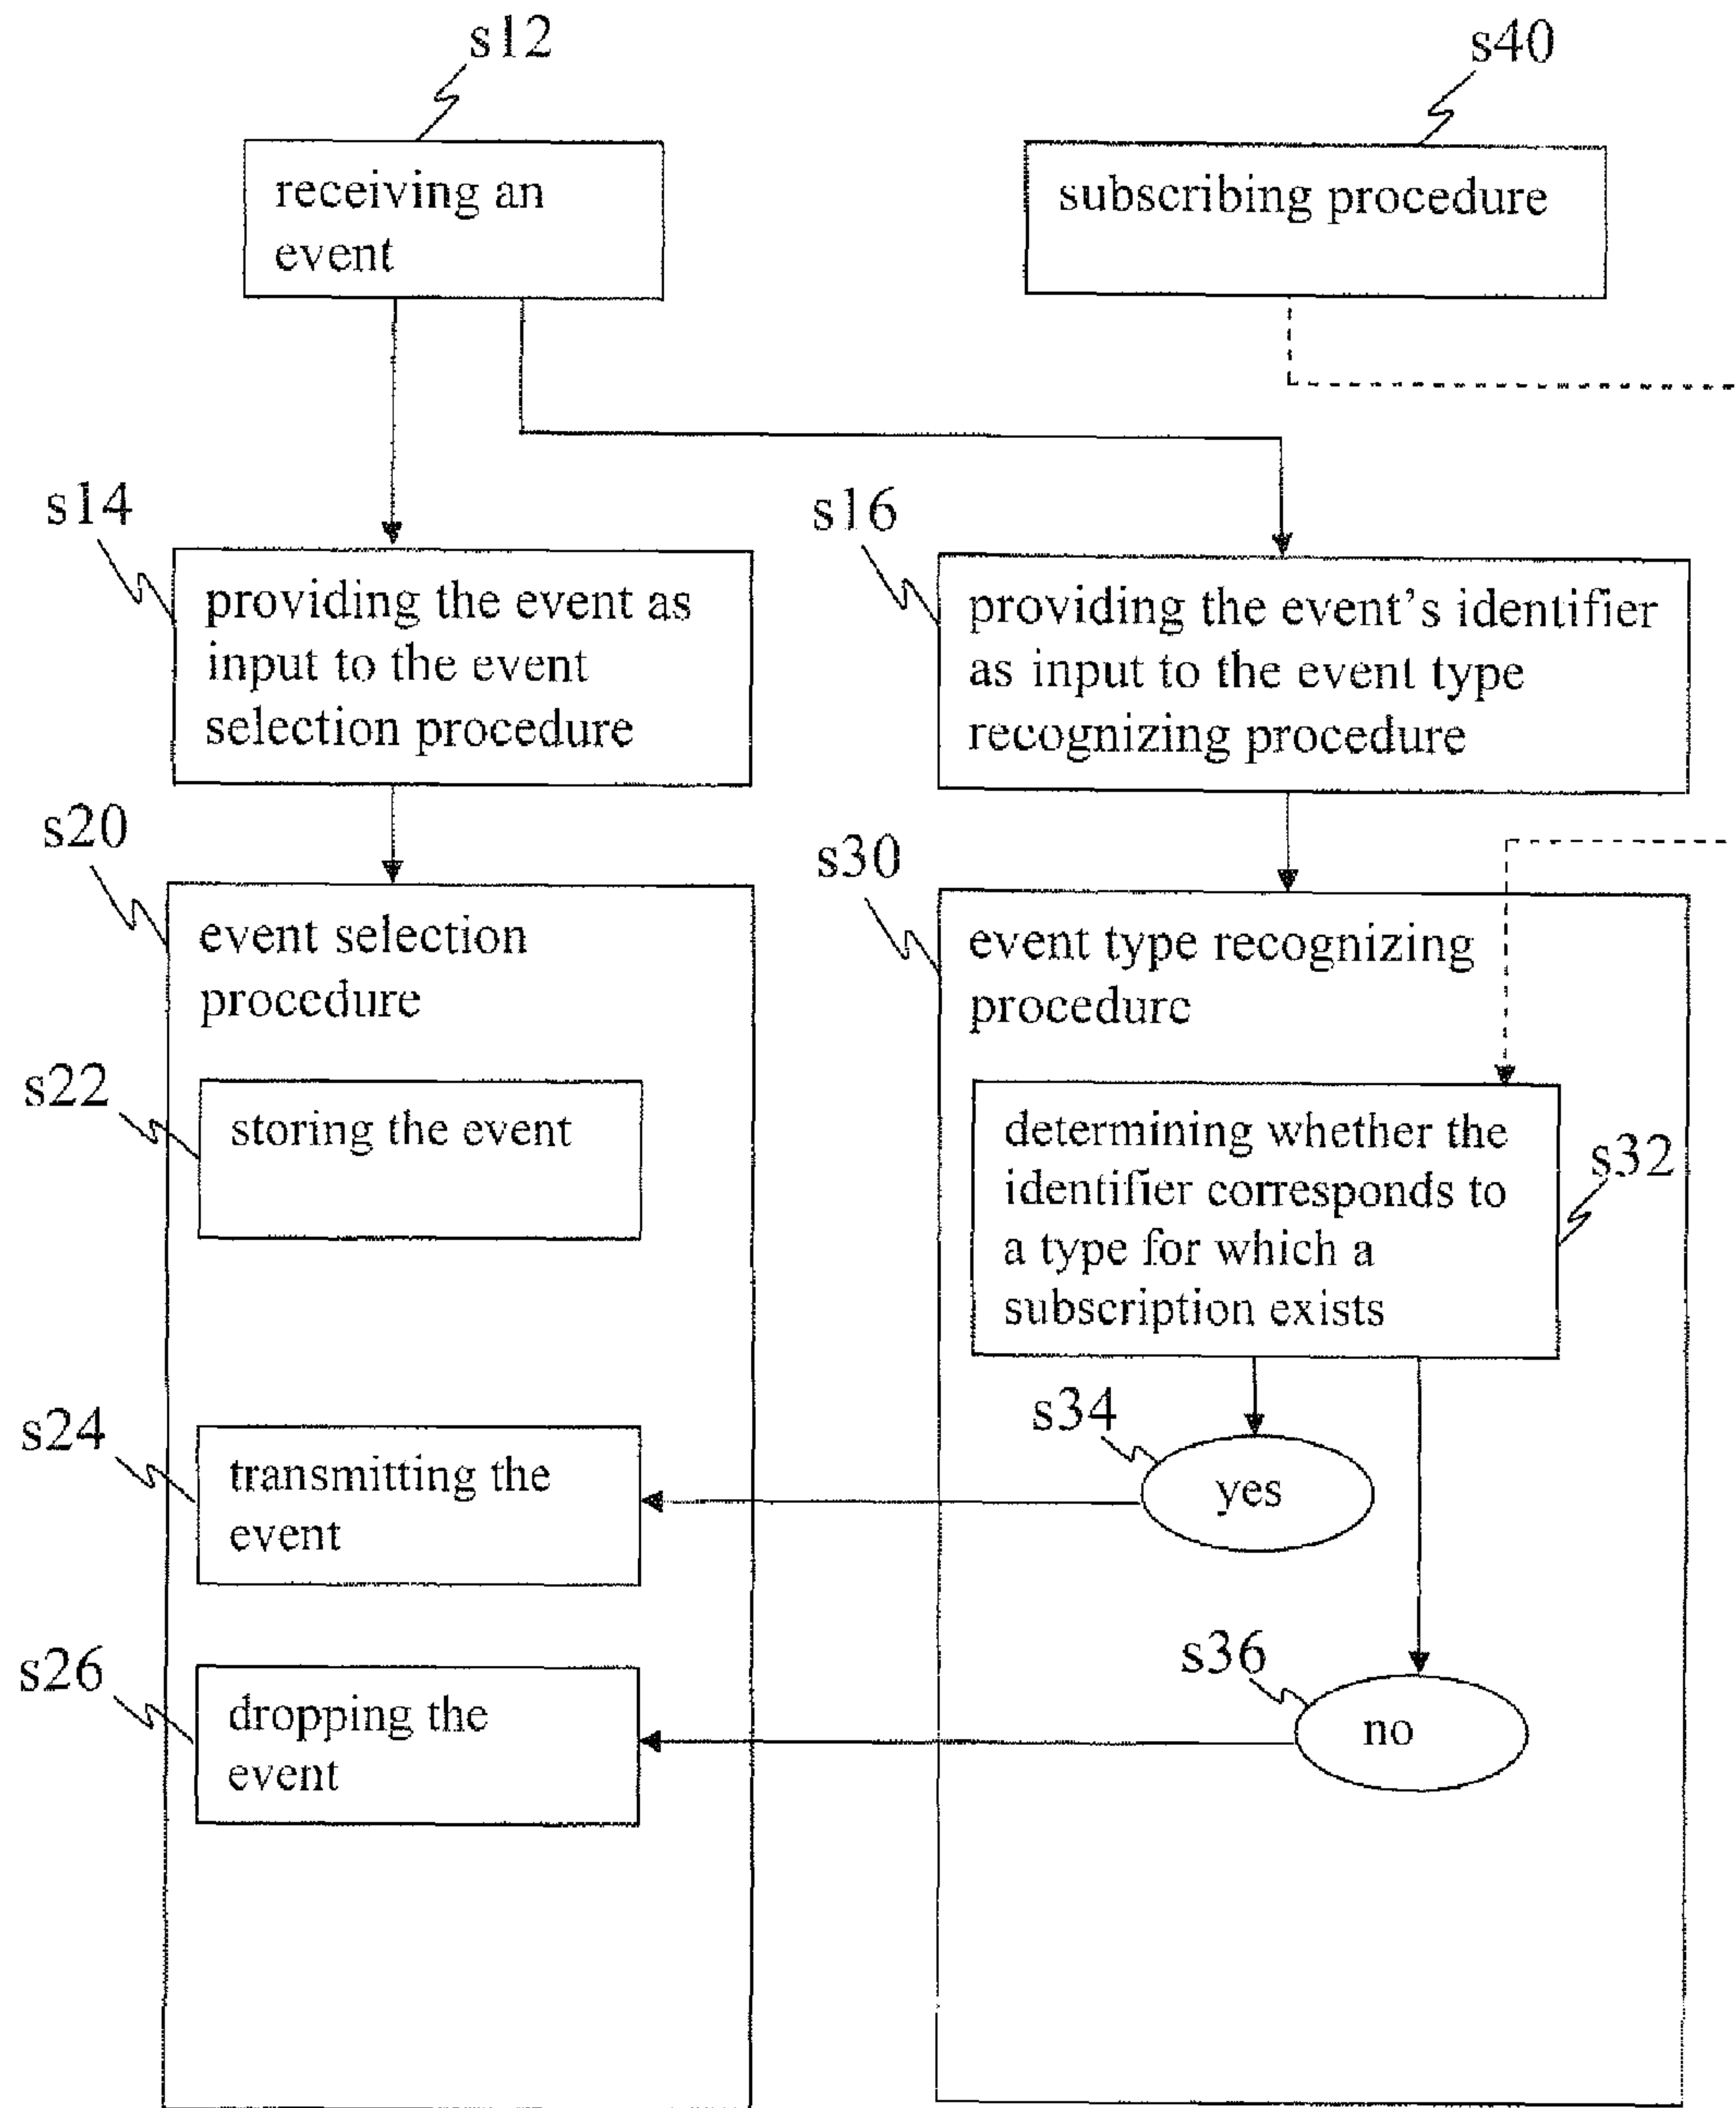 s12
s40
receiving an
event
subscribing procedure
s14
s16
providing the event as
input to the event
selection procedure
providing the event's identifier
as input to the event type
recognizing procedure
s20
s30
event selection
procedure
event type recognizing
procedure
s22
storing the event
determining whether the
identifier corresponds to
a type for which a
subscription exists
s32
s24
transmitting the
event
s34
yes
s26
dropping the
event
s36
no